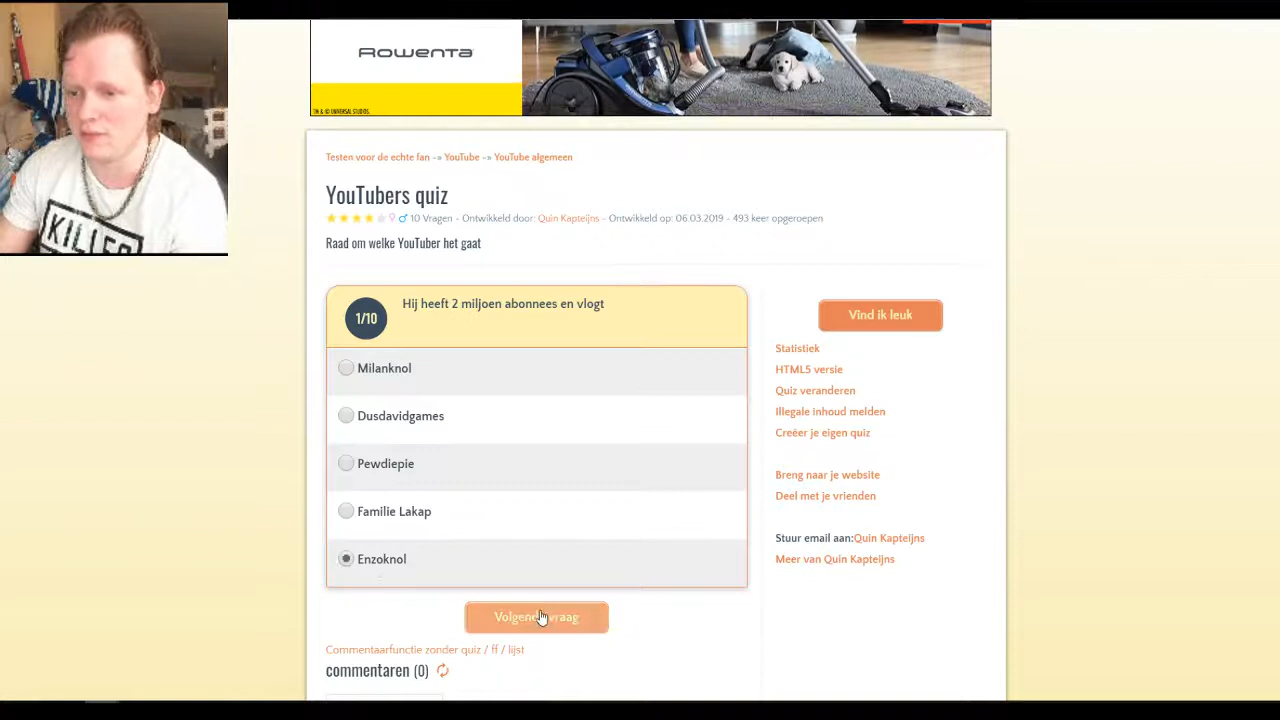 ROWENTA
TM & © UNIVERSAL STUDIOS.
KILLER
Testen voor de echte fan -» YouTube -» YouTube algemeen
YouTubers quiz
10 Vragen - Ontwikkeld door: Quin Kapteijns - Ontwikkeld op: 06.03.2019 - 493 keer opgeroepen
Raad om welke YouTuber het gaat
1/10
Hij heeft 2 miljoen abonnees en vlogt
Milanknol
Dusdavidgames
Pewdiepie
Familie Lakap
Enzoknol
Volgende vraag
Commentaarfunctie zonder quiz / ff / lijst
commentaren (0)
Vind ik leuk
Statistiek
HTML5 versie
Quiz veranderen
Illegale inhoud melden
Creëer je eigen quiz
Breng naar je website
Deel met je vrienden
Stuur email aan:Quin Kapteijns
Meer van Quin Kapteijns